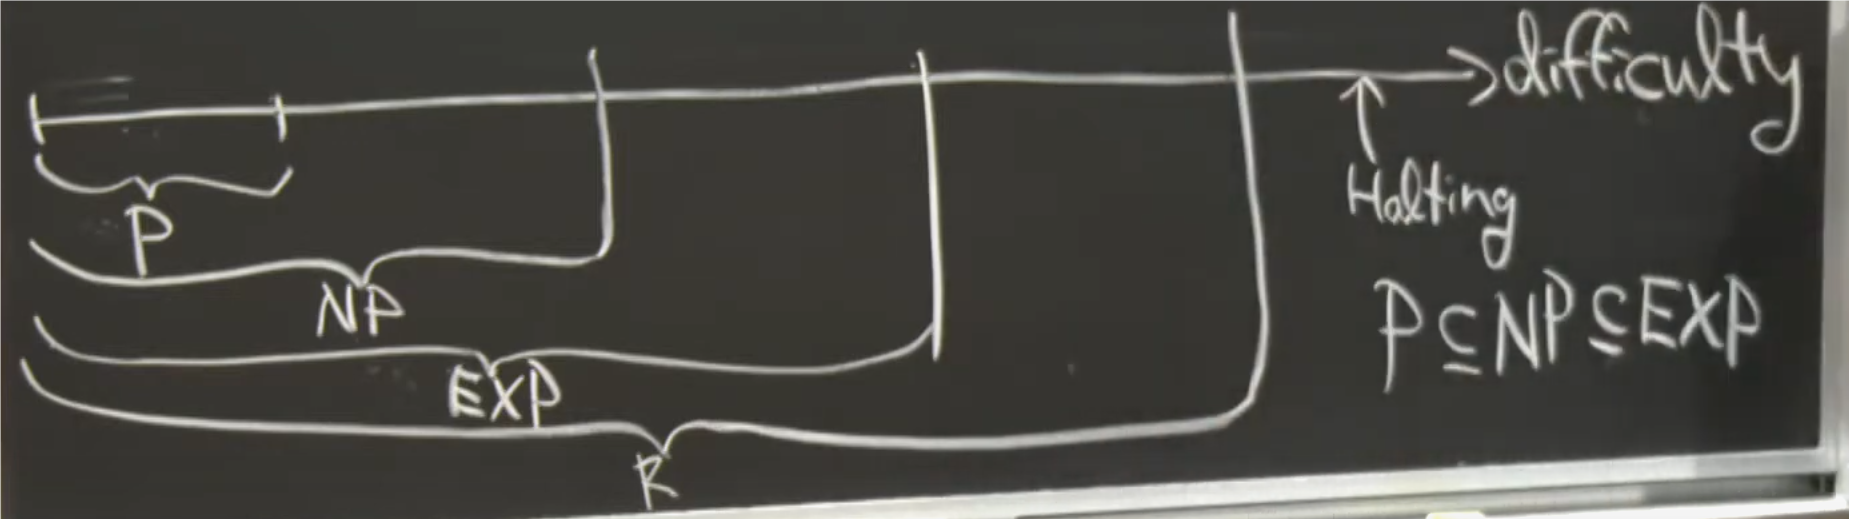 difficulty
Halting
P
NP
EXP
R
P ⊆ NP ⊆ EXP